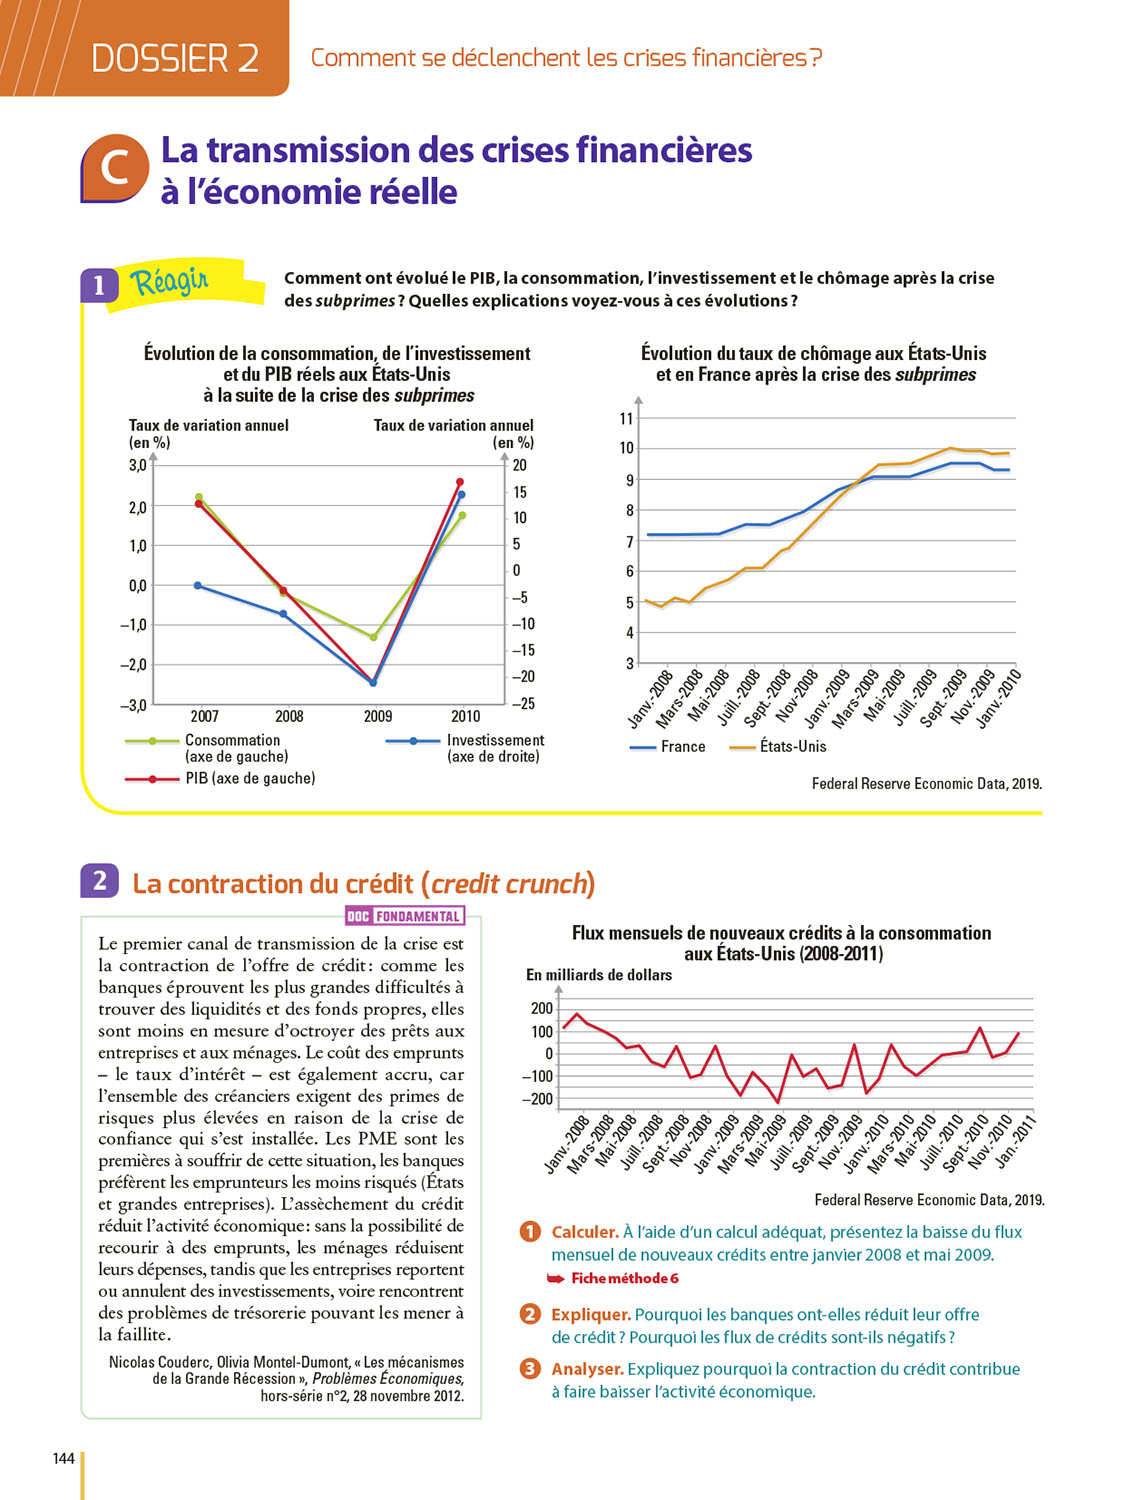 DOSSIER 2
Comment se déclenchent les crises financières ?
C
La transmission des crises financières
à l’économie réelle
1
Réagir
Comment ont évolué le PIB, la consommation, l’investissement et le chômage après la crise
des subprimes ? Quelles explications voyez-vous à ces évolutions ?
Évolution de la consommation, de l’investissement
et du PIB réels aux États-Unis
à la suite de la crise des subprimes
Taux de variation annuel
(en %)
Taux de variation annuel
(en %)
3,0
2,0
1,0
0,0
–1,0
–2,0
–3,0
20
15
10
5
0
–5
–10
–15
–20
–25
2007
2008
2009
2010
Consommation
(axe de gauche)
PIB (axe de gauche)
Investissement
(axe de droite)
Évolution du taux de chômage aux États-Unis
et en France après la crise des subprimes
11
10
9
8
7
6
5
4
3
Janv.-2008
Mars-2008
Mai-2008
Juill.-2008
Sept.-2008
Nov.-2008
Janv.-2009
Mars-2009
Mai-2009
Juill.-2009
Sept.-2009
Nov.-2009
Janv.-2010
France
États-Unis
Federal Reserve Economic Data, 2019.
2
La contraction du crédit (credit crunch)
DOC FONDAMENTAL
Le premier canal de transmission de la crise est
la contraction de l’offre de crédit : comme les
banques éprouvent les plus grandes difficultés à
trouver des liquidités et des fonds propres, elles
sont moins en mesure d’octroyer des prêts aux
entreprises et aux ménages. Le coût des emprunts
– le taux d’intérêt – est également accru, car
l’ensemble des créanciers exigent des primes de
risques plus élevées en raison de la crise de
confiance qui s’est installée. Les PME sont les
premières à souffrir de cette situation, les banques
préfèrent les emprunteurs les moins risqués (États
et grandes entreprises). L’assèchement du crédit
réduit l’activité économique : sans la possibilité de
recourir à des emprunts, les ménages réduisent
leurs dépenses, tandis que les entreprises reportent
ou annulent des investissements, voire rencontrent
des problèmes de trésorerie pouvant les mener à
la faillite.
Nicolas Couderc, Olivia Montel-Dumont, « Les mécanismes
de la Grande Récession », Problèmes Économiques,
hors-série n°2, 28 novembre 2012.
Flux mensuels de nouveaux crédits à la consommation
aux États-Unis (2008-2011)
En milliards de dollars
200
100
0
–100
–200
Janv.-2008
Mars-2008
Mai-2008
Juill.-2008
Sept.-2008
Nov.-2008
Janv.-2009
Mars-2009
Mai-2009
Juill.-2009
Sept.-2009
Nov.-2009
Janv.-2010
Mars-2010
Mai-2010
Juill.-2010
Sept.-2010
Nov.-2010
Jan.-2011
Federal Reserve Economic Data, 2019.
1 Calculer. À l’aide d’un calcul adéquat, présentez la baisse du flux
mensuel de nouveaux crédits entre janvier 2008 et mai 2009.
➥ Fiche méthode 6
2 Expliquer. Pourquoi les banques ont-elles réduit leur offre
de crédit ? Pourquoi les flux de crédits sont-ils négatifs ?
3 Analyser. Expliquez pourquoi la contraction du crédit contribue
à faire baisser l’activité économique.
144